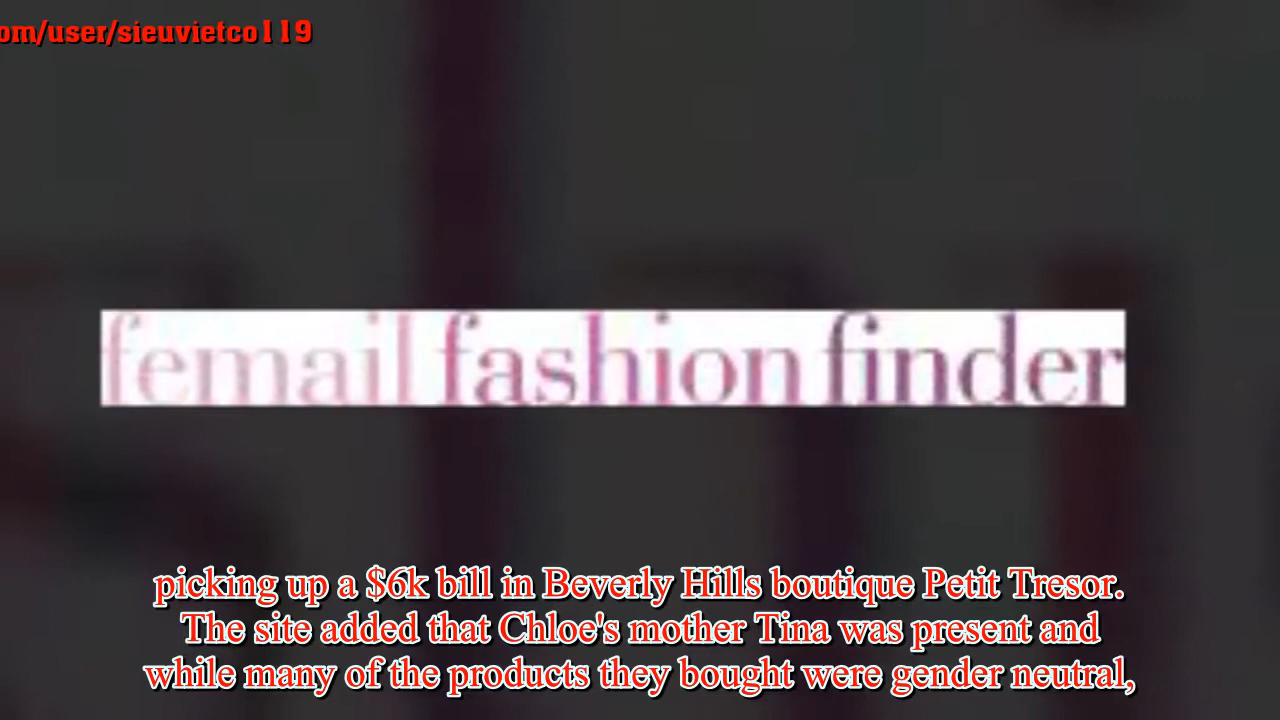 om/user/sieuvietco119
femail fashion finder
picking up a $6k bill in Beverly Hills boutique Petit Tresor.
The site added that Chloe's mother Tina was present and
while many of the products they bought were gender neutral,